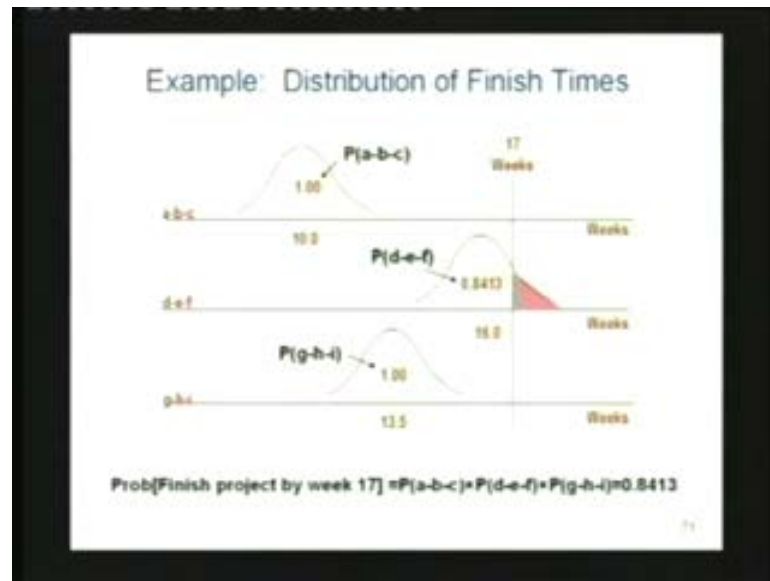 Example: Distribution of Finish Times
17
Weeks
P(a-b-c)
1.00
a-b-c
10.0
Weeks
P(d-e-f)
0.8413
d-e-f
16.0
Weeks
P(g-h-i)
1.00
g-h-i
13.5
Weeks
Prob[Finish project by week 17] =P(a-b-c)*P(d-e-f)*P(g-h-i)=0.8413